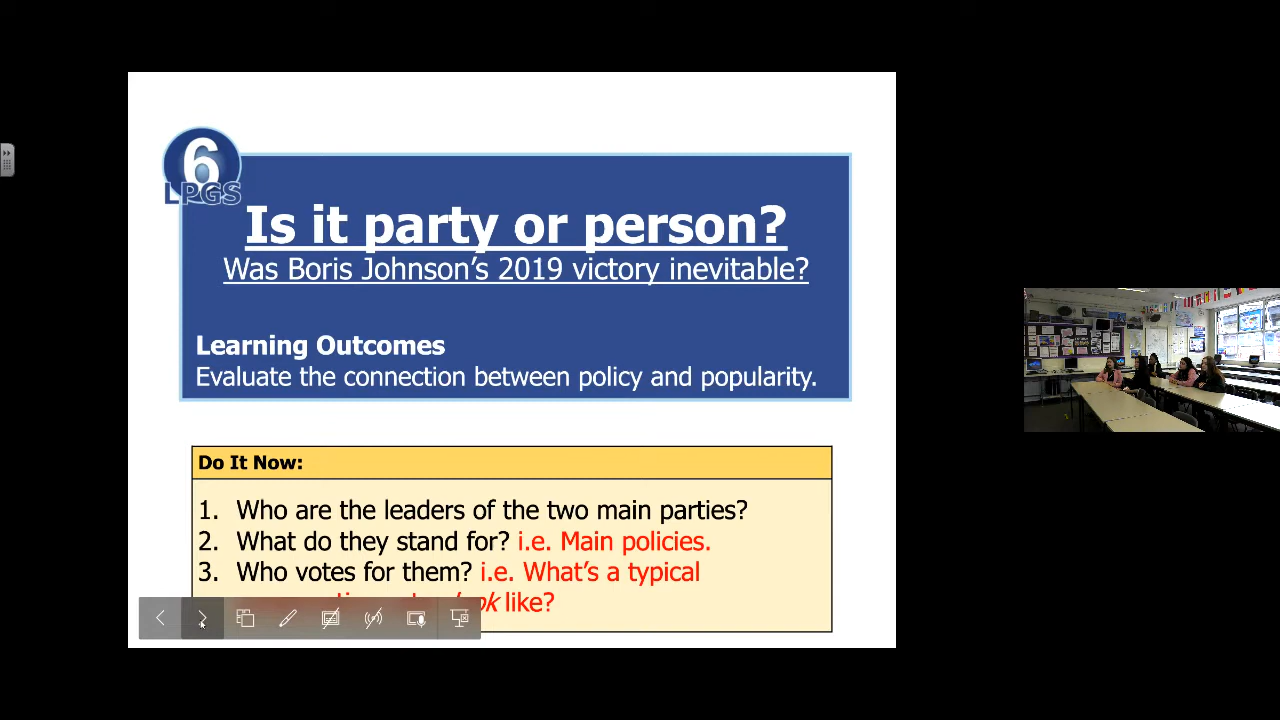 6
LPGS
Is it party or person?
Was Boris Johnson's 2019 victory inevitable?
Learning Outcomes
Evaluate the connection between policy and popularity.
Do It Now:
1. Who are the leaders of the two main parties?
2. What do they stand for? i.e. Main policies.
3. Who votes for them? i.e. What's a typical
like?